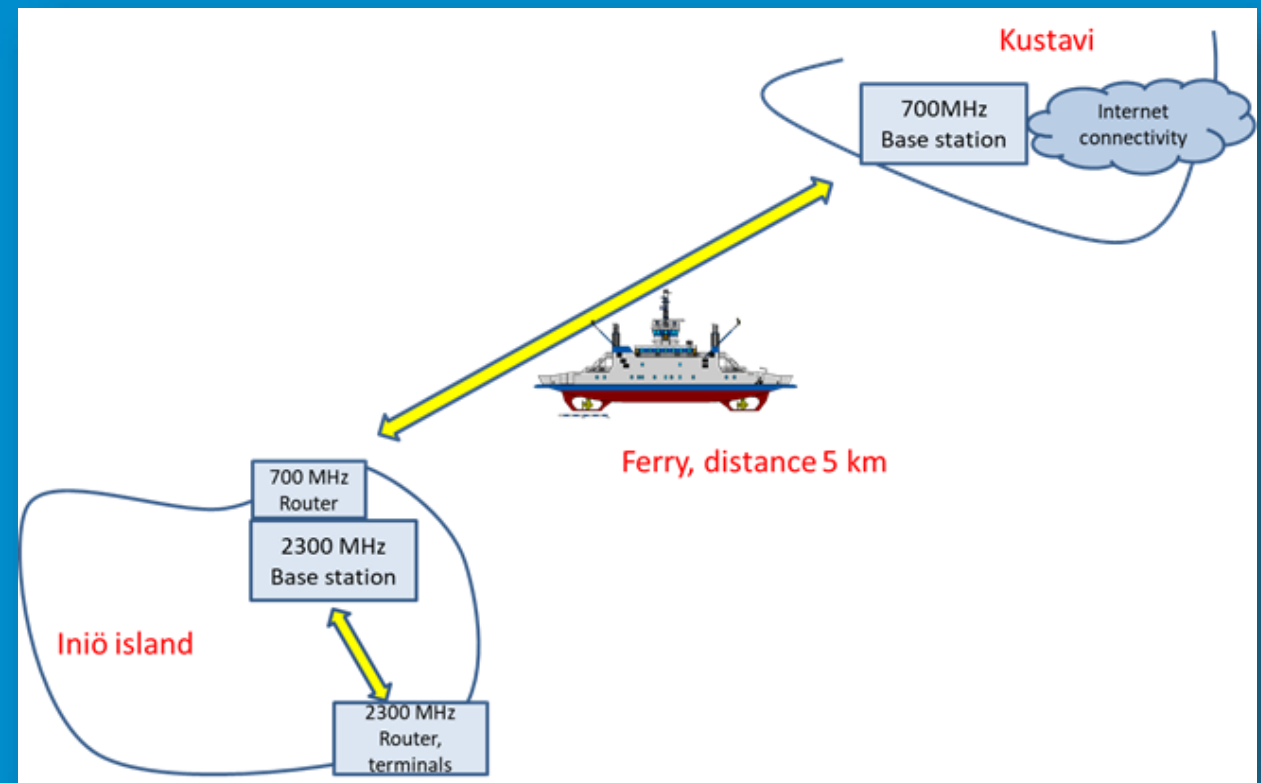 Kustavi
700MHz
Base station
Internet
connectivity
Ferry, distance 5 km
700 MHz
Router
2300 MHz
Base station
Iniö island
2300 MHz
Router,
terminals